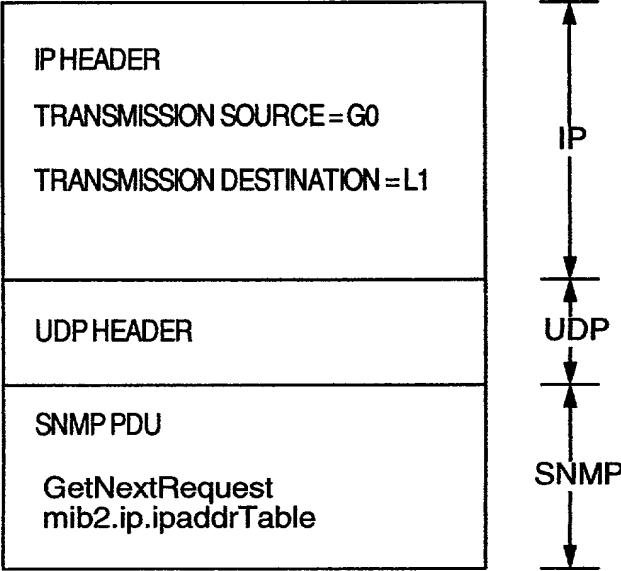 IP HEADER
TRANSMISSION SOURCE = G0
IP
TRANSMISSION DESTINATION = L1
UDP HEADER
UDP
SNMP PDU
SNMP
GetNextRequest
mib2.ip.ipaddrTable